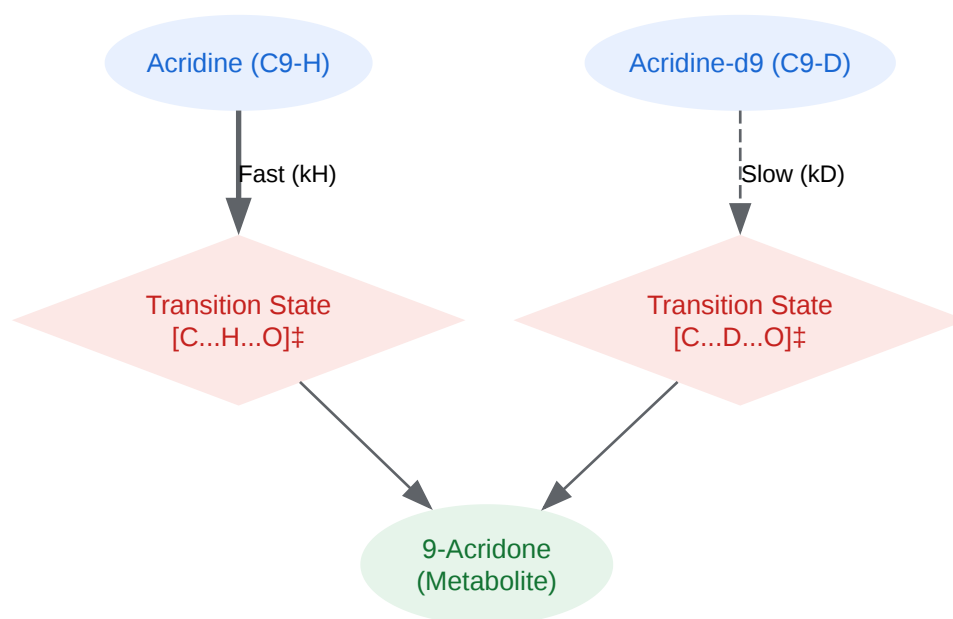 Acridine (C9-H)
Acridine-d9 (C9-D)
Fast (kH)
Slow (kD)
Transition State
[C...H...O]‡
Transition State
[C...D...O]‡
9-Acridone
(Metabolite)